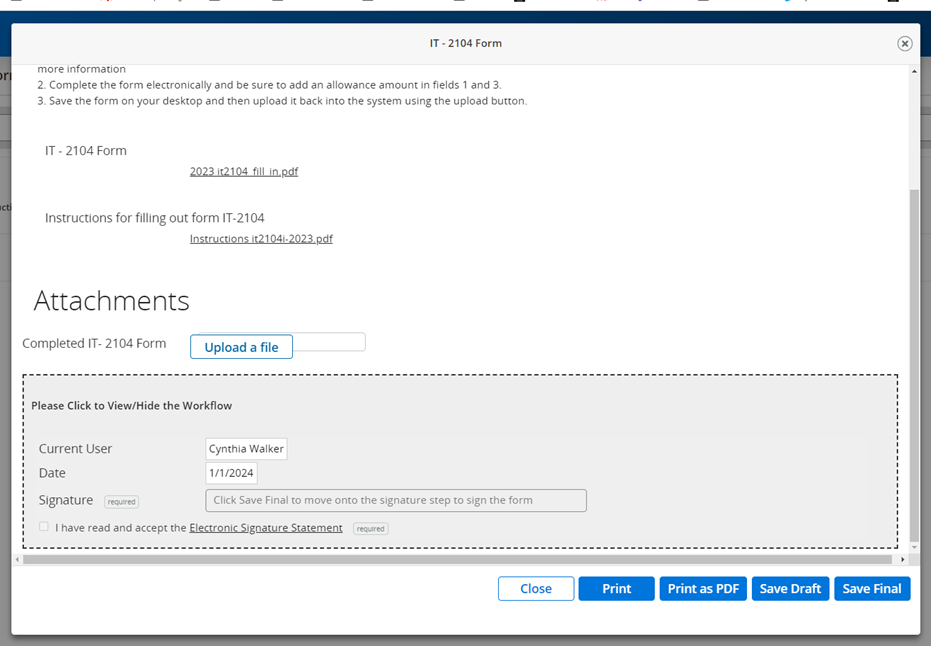 IT - 2104 Form
more information
2. Complete the form electronically and be sure to add an allowance amount in fields 1 and 3.
3. Save the form on your desktop and then upload it back into the system using the upload button.
IT - 2104 Form
2023 it2104_fill_in.pdf
Instructions for filling out form IT-2104
Instructions it2104i-2023.pdf
Attachments
Completed IT- 2104 Form Upload a file
Please Click to View/Hide the Workflow
Current User Cynthia Walker
Date 1/1/2024
Signature required Click Save Final to move onto the signature step to sign the form
I have read and accept the Electronic Signature Statement required
Close Print Print as PDF Save Draft Save Final